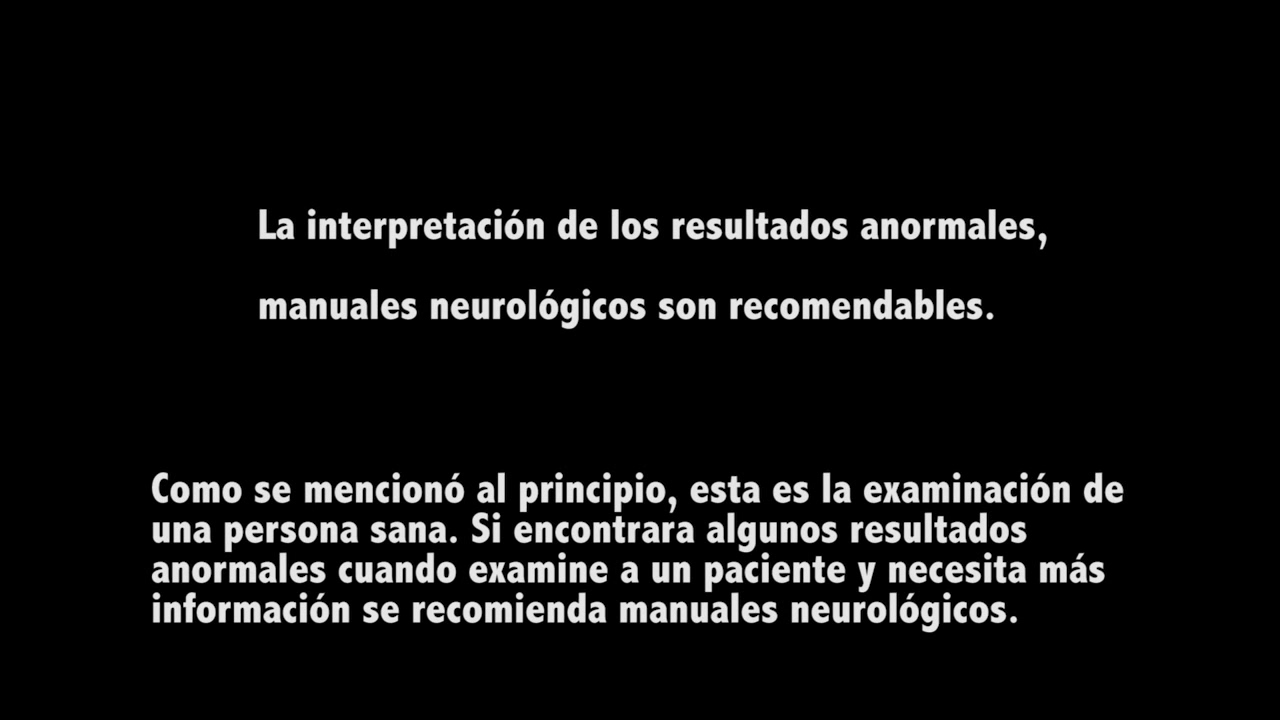 La interpretación de los resultados anormales,
manuales neurológicos son recomendables.
Como se mencionó al principio, esta es la examinación de
una persona sana. Si encontrara algunos resultados
anormales cuando examine a un paciente y necesita más
información se recomienda manuales neurológicos.